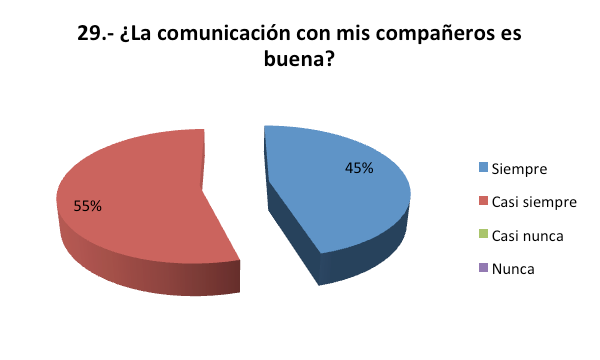 29.- ¿La comunicación con mis compañeros es
buena?
45%
55%
Siempre
Casi siempre
Casi nunca
Nunca